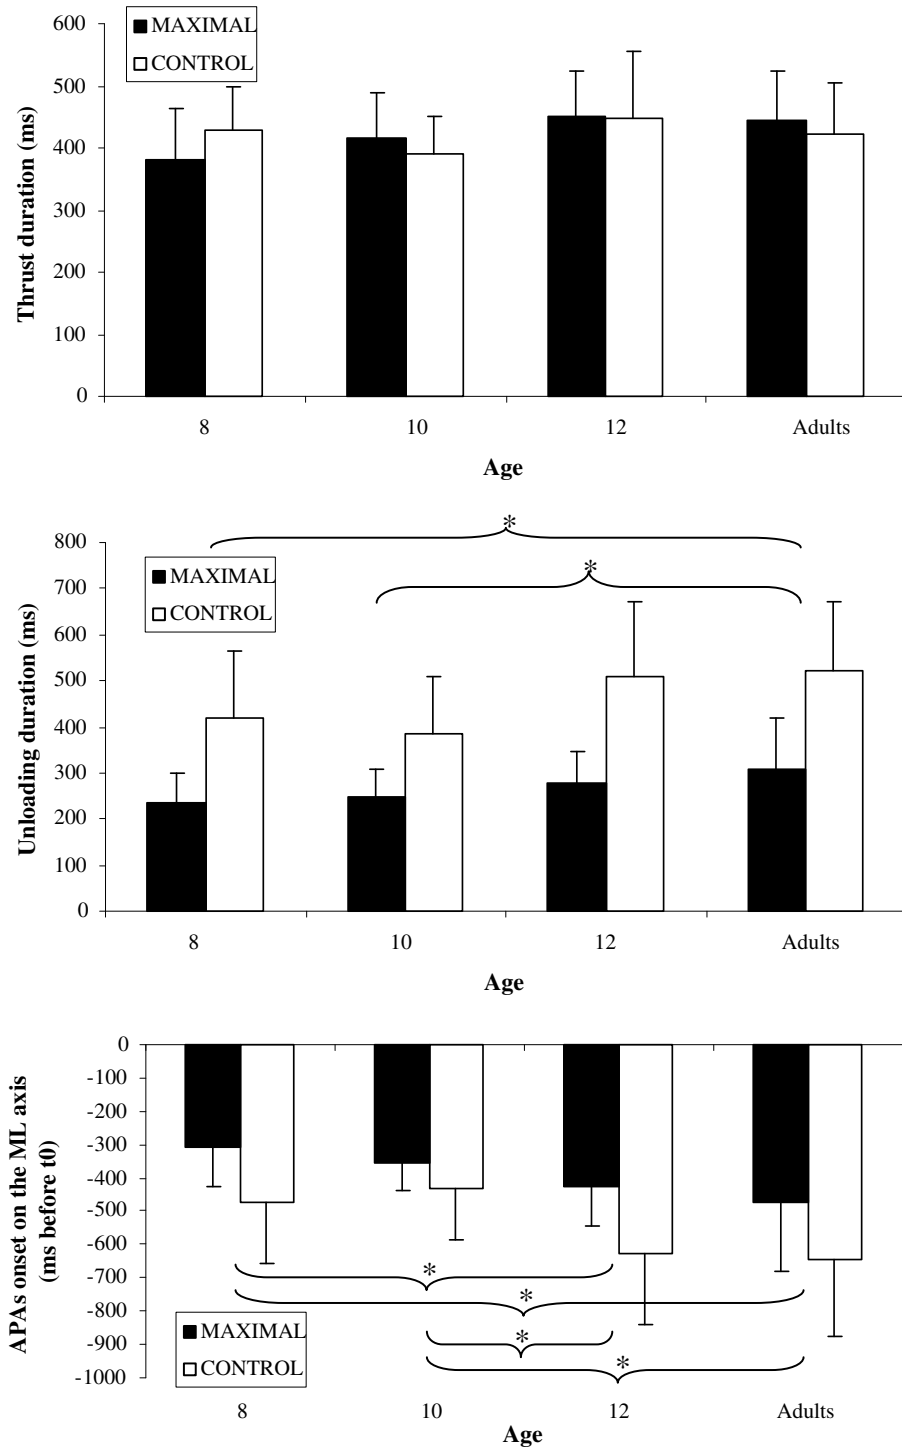 600
500
400
300
200
100
0
Thrust duration (ms)
MAXIMAL
CONTROL
8 10 12 Adults
Age
800
700
600
500
400
300
200
100
0
Unloading duration (ms)
MAXIMAL
CONTROL
*
*
8 10 12 Adults
Age
0
-100
-200
-300
-400
-500
-600
-700
-800
-900
-1000
APAs onset on the ML axis
(ms before t0)
*
*
*
*
MAXIMAL
CONTROL
8 10 12 Adults
Age